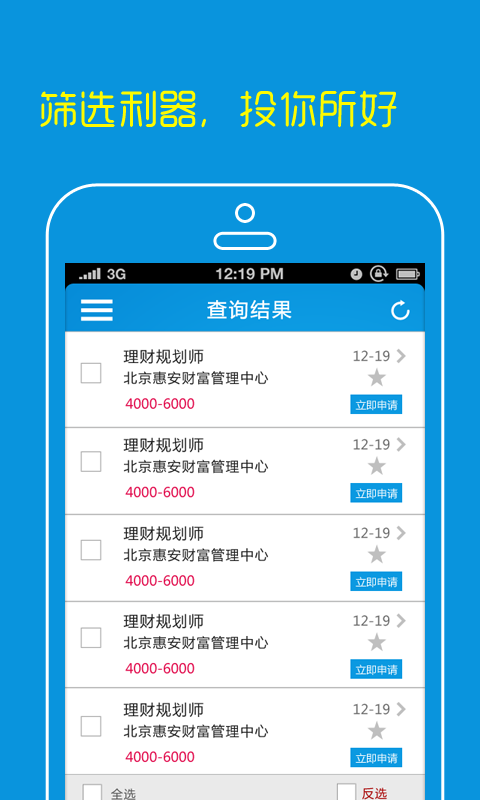 筛选利器，投你所好
3G 12:19 PM
查询结果
理财规划师 12-19
北京惠安财富管理中心
4000-6000 立即申请
理财规划师 12-19
北京惠安财富管理中心
4000-6000 立即申请
理财规划师 12-19
北京惠安财富管理中心
4000-6000 立即申请
理财规划师 12-19
北京惠安财富管理中心
4000-6000 立即申请
理财规划师 12-19
北京惠安财富管理中心
4000-6000 立即申请
全选 反选